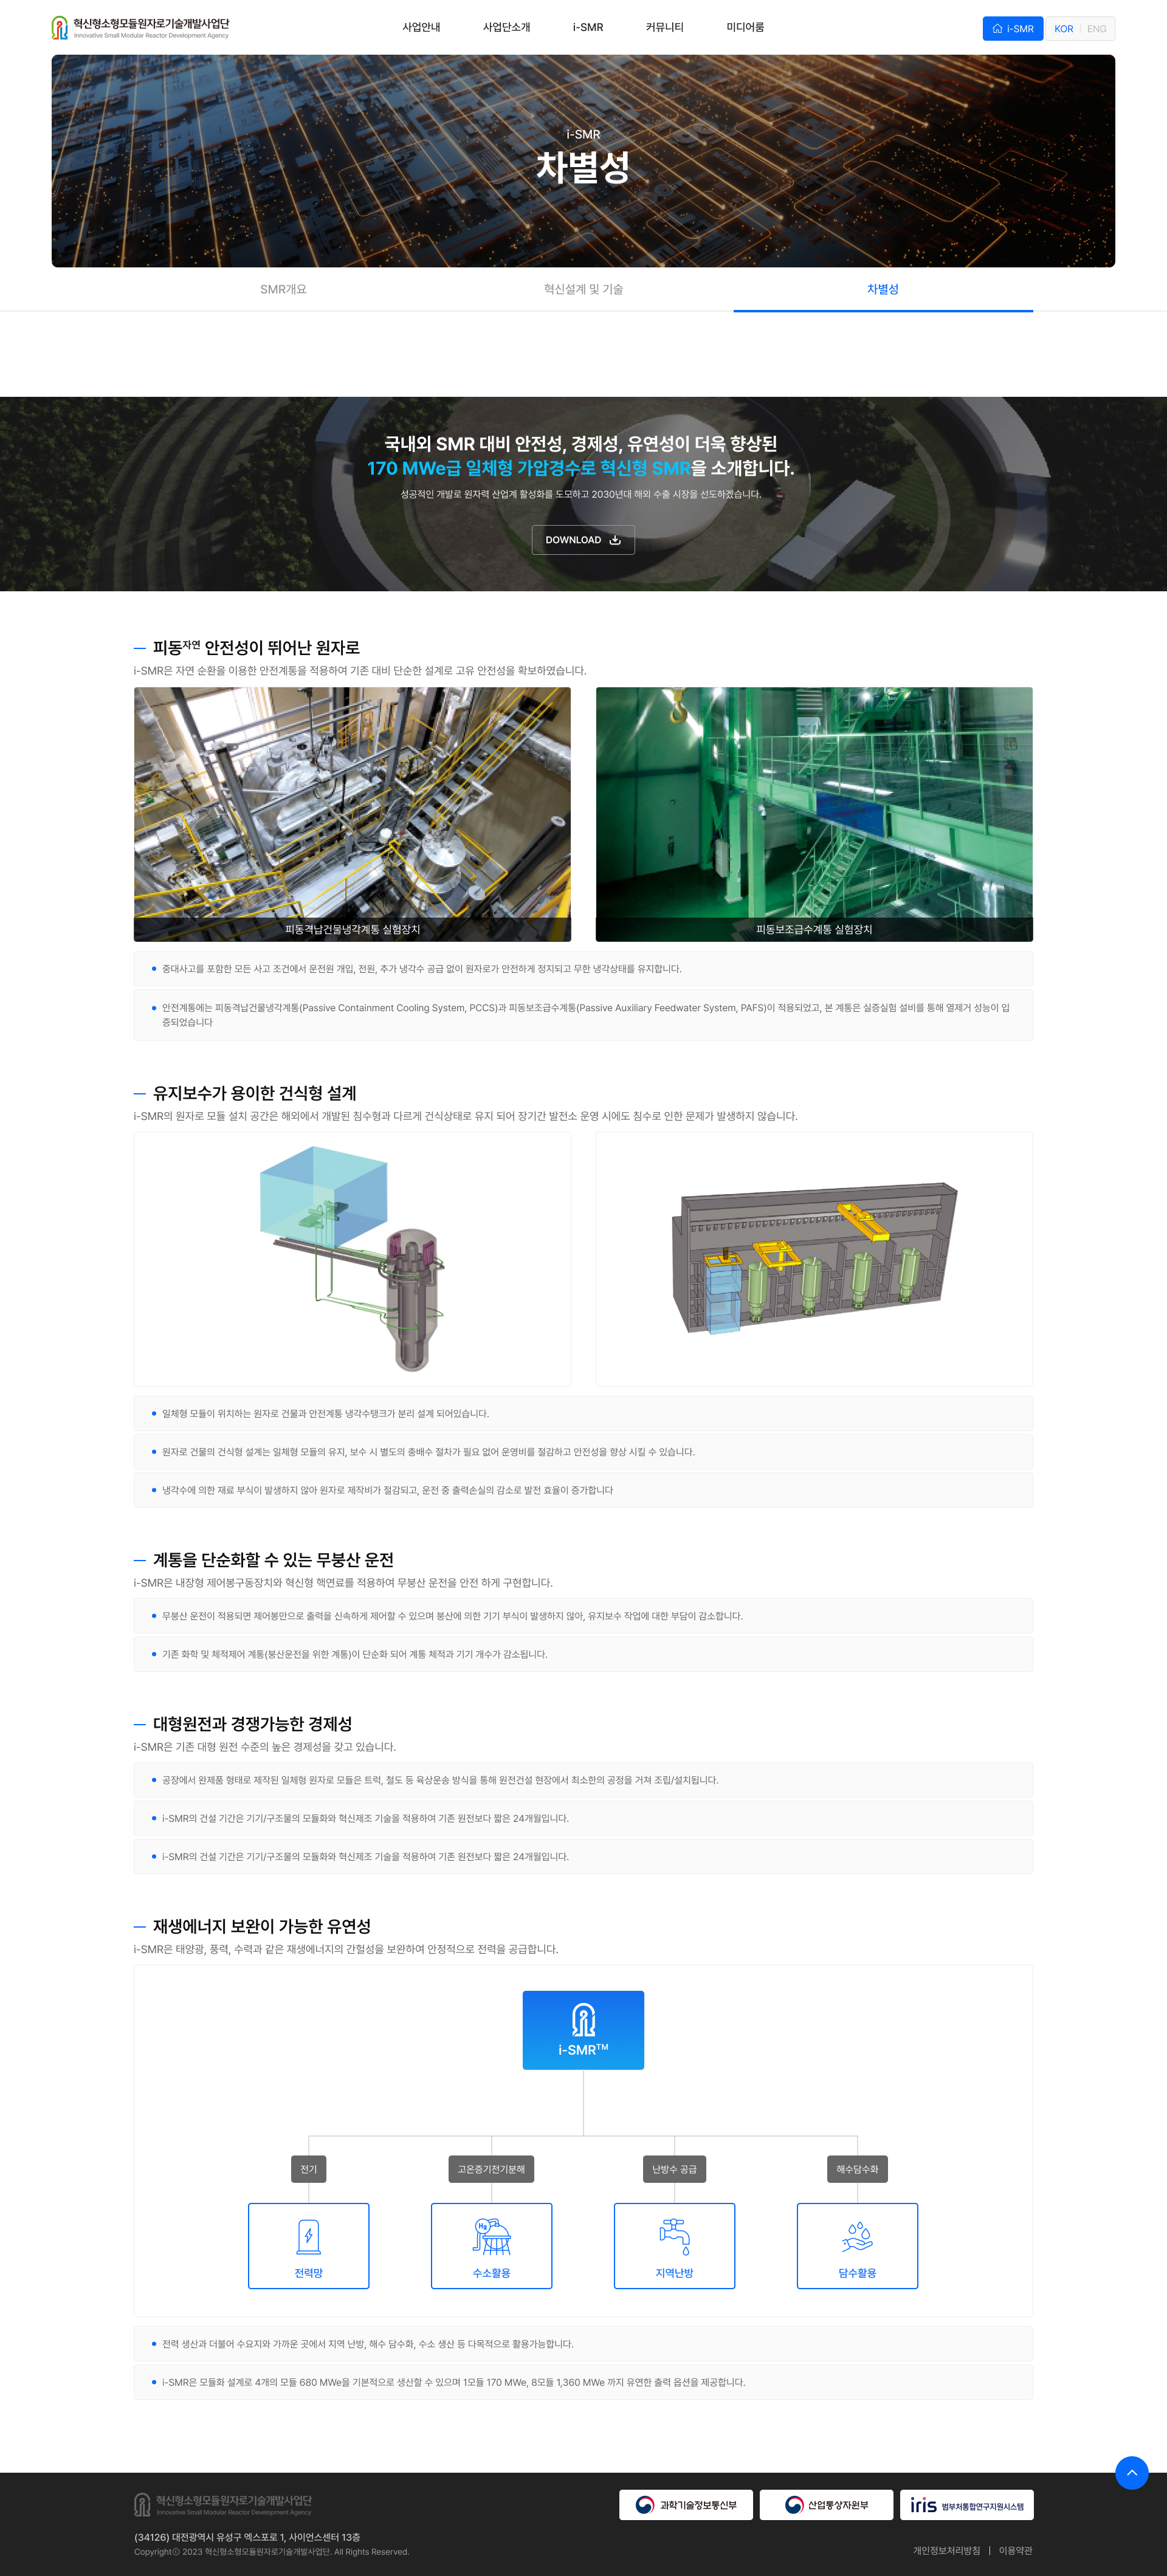 혁신형소형모듈원자로기술개발사업단
Innovative Small Modular Reactor Development Agency
사업안내
사업단소개
i-SMR
커뮤니티
미디어룸
i-SMR
KOR
ENG
i-SMR
차별성
SMR개요
혁신설계 및 기술
차별성
국내외 SMR 대비 안전성, 경제성, 유연성이 더욱 향상된
170 MWe급 일체형 가압경수로 혁신형 SMR을 소개합니다.
성공적인 개발로 원자력 산업계 활성화를 도모하고 2030년대 해외 수출 시장을 선도하겠습니다.
DOWNLOAD
피동자연 안전성이 뛰어난 원자로
i-SMR은 자연 순환을 이용한 안전계통을 적용하여 기존 대비 단순한 설계로 고유 안전성을 확보하였습니다.
피동격납건물냉각계통 실험장치
피동보조급수계통 실험장치
중대사고를 포함한 모든 사고 조건에서 운전원 개입, 전원, 추가 냉각수 공급 없이 원자로가 안전하게 정지되고 무한 냉각상태를 유지합니다.
안전계통에는 피동격납건물냉각계통(Passive Containment Cooling System, PCCS)과 피동보조급수계통(Passive Auxiliary Feedwater System, PAFS)이 적용되었고, 본 계통은 실증실험 설비를 통해 열제거 성능이 입
증되었습니다
유지보수가 용이한 건식형 설계
i-SMR의 원자로 모듈 설치 공간은 해외에서 개발된 침수형과 다르게 건식상태로 유지 되어 장기간 발전소 운영 시에도 침수로 인한 문제가 발생하지 않습니다.
일체형 모듈이 위치하는 원자로 건물과 안전계통 냉각수탱크가 분리 설계 되어있습니다.
원자로 건물의 건식형 설계는 일체형 모듈의 유지, 보수 시 별도의 충배수 절차가 필요 없어 운영비를 절감하고 안전성을 향상 시킬 수 있습니다.
냉각수에 의한 재료 부식이 발생하지 않아 원자로 제작비가 절감되고, 운전 중 출력손실의 감소로 발전 효율이 증가합니다
계통을 단순화할 수 있는 무붕산 운전
i-SMR은 내장형 제어봉구동장치와 혁신형 핵연료를 적용하여 무붕산 운전을 안전 하게 구현합니다.
무붕산 운전이 적용되면 제어봉만으로 출력을 신속하게 제어할 수 있으며 붕산에 의한 기기 부식이 발생하지 않아, 유지보수 작업에 대한 부담이 감소합니다.
기존 화학 및 체적제어 계통(붕산운전을 위한 계통)이 단순화 되어 계통 체적과 기기 개수가 감소됩니다.
대형원전과 경쟁가능한 경제성
i-SMR은 기존 대형 원전 수준의 높은 경제성을 갖고 있습니다.
공장에서 완제품 형태로 제작된 일체형 원자로 모듈은 트럭, 철도 등 육상운송 방식을 통해 원전건설 현장에서 최소한의 공정을 거쳐 조립/설치됩니다.
i-SMR의 건설 기간은 기기/구조물의 모듈화와 혁신제조 기술을 적용하여 기존 원전보다 짧은 24개월입니다.
i-SMR의 건설 기간은 기기/구조물의 모듈화와 혁신제조 기술을 적용하여 기존 원전보다 짧은 24개월입니다.
재생에너지 보완이 가능한 유연성
i-SMR은 태양광, 풍력, 수력과 같은 재생에너지의 간헐성을 보완하여 안정적으로 전력을 공급합니다.
i-SMR™
전기
고온증기전기분해
난방수 공급
해수담수화
Hg
전력망
수소활용
지역난방
담수활용
전력 생산과 더불어 수요지와 가까운 곳에서 지역 난방, 해수 담수화, 수소 생산 등 다목적으로 활용가능합니다.
i-SMR은 모듈화 설계로 4개의 모듈 680 MWe을 기본적으로 생산할 수 있으며 1모듈 170 MWe, 8모듈 1,360 MWe 까지 유연한 출력 옵션을 제공합니다.
혁신형소형모듈원자로기술개발사업단
Innovative Small Modular Reactor Development Agency
과학기술정보통신부
산업통상자원부
iris 범부처통합연구지원시스템
(34126) 대전광역시 유성구 엑스포로 1, 사이언스센터 13층
Copyrightⓒ 2023 혁신형소형모듈원자로기술개발사업단. All Rights Reserved.
개인정보처리방침 | 이용약관